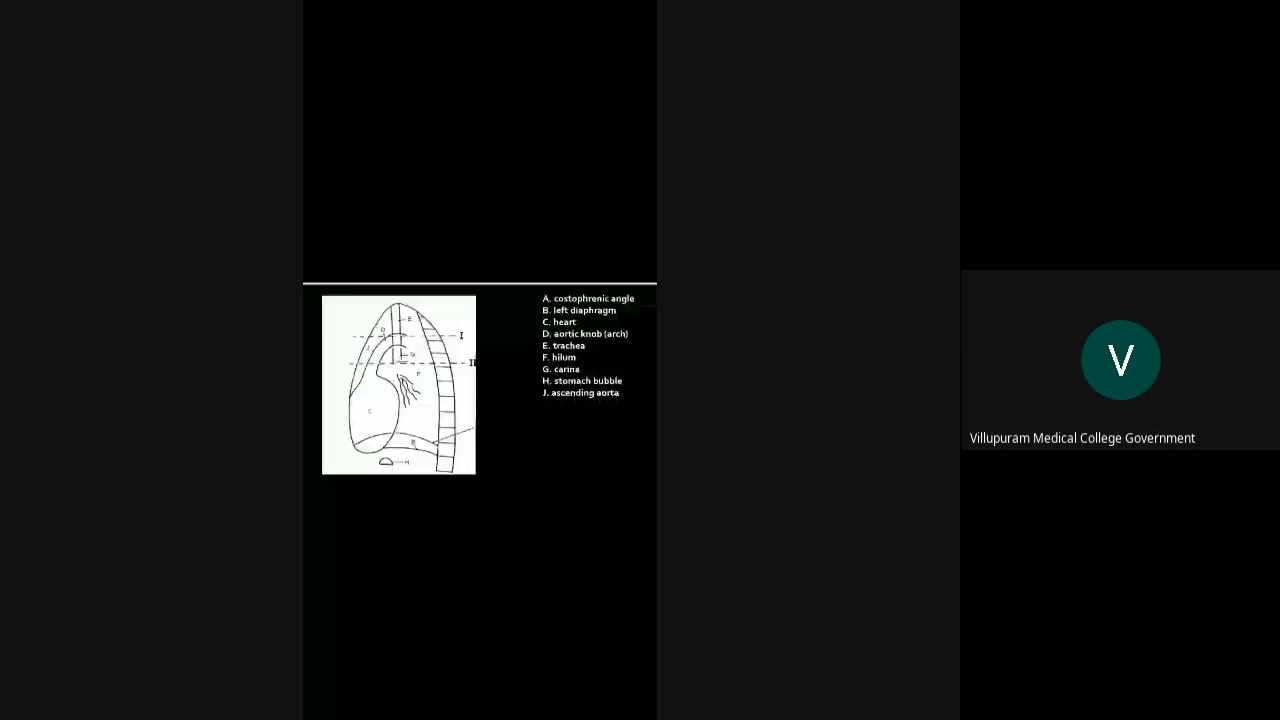 A. costophrenic angle
B. left diaphragm
C. heart
D. aortic knob (arch)
E. trachea
F. hilum
G. carina
H. stomach bubble
J. ascending aorta
D
E
I
J
G
II
F
C
B
H
V
Villupuram Medical College Government